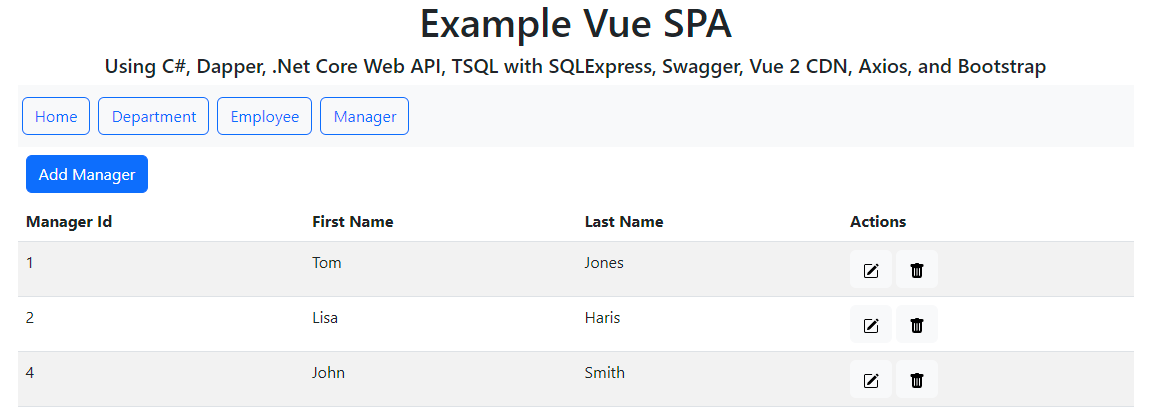 Example Vue SPA
Using C#, Dapper, .Net Core Web API, TSQL with SQLExpress, Swagger, Vue 2 CDN, Axios, and Bootstrap
Home Department Employee Manager
Add Manager
Manager Id First Name Last Name Actions
1 Tom Jones
2 Lisa Haris
4 John Smith